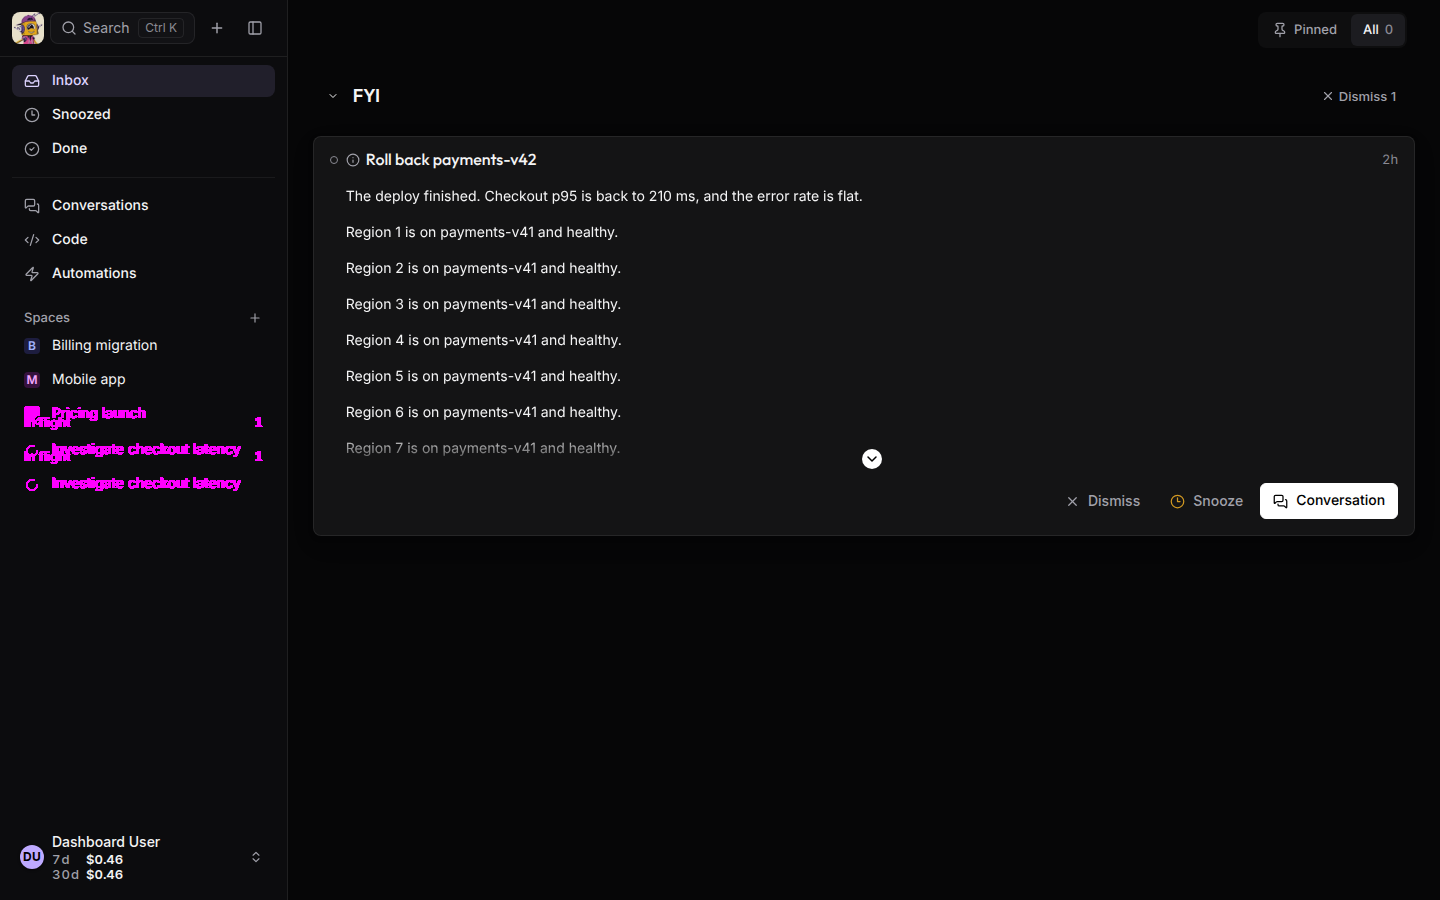 Search Ctrl K
Pinned
All 0
Inbox
Snoozed
Done
Conversations
Code
Automations
Spaces
B Billing migration
M Mobile app
Pricing launch
In flight 1
Investigate checkout latency
In flight 1
Investigate checkout latency
DU Dashboard User
7d $0.46
30d $0.46
FYI
Dismiss 1
Roll back payments-v42
2h
The deploy finished. Checkout p95 is back to 210 ms, and the error rate is flat.
Region 1 is on payments-v41 and healthy.
Region 2 is on payments-v41 and healthy.
Region 3 is on payments-v41 and healthy.
Region 4 is on payments-v41 and healthy.
Region 5 is on payments-v41 and healthy.
Region 6 is on payments-v41 and healthy.
Region 7 is on payments-v41 and healthy.
Dismiss
Snooze
Conversation